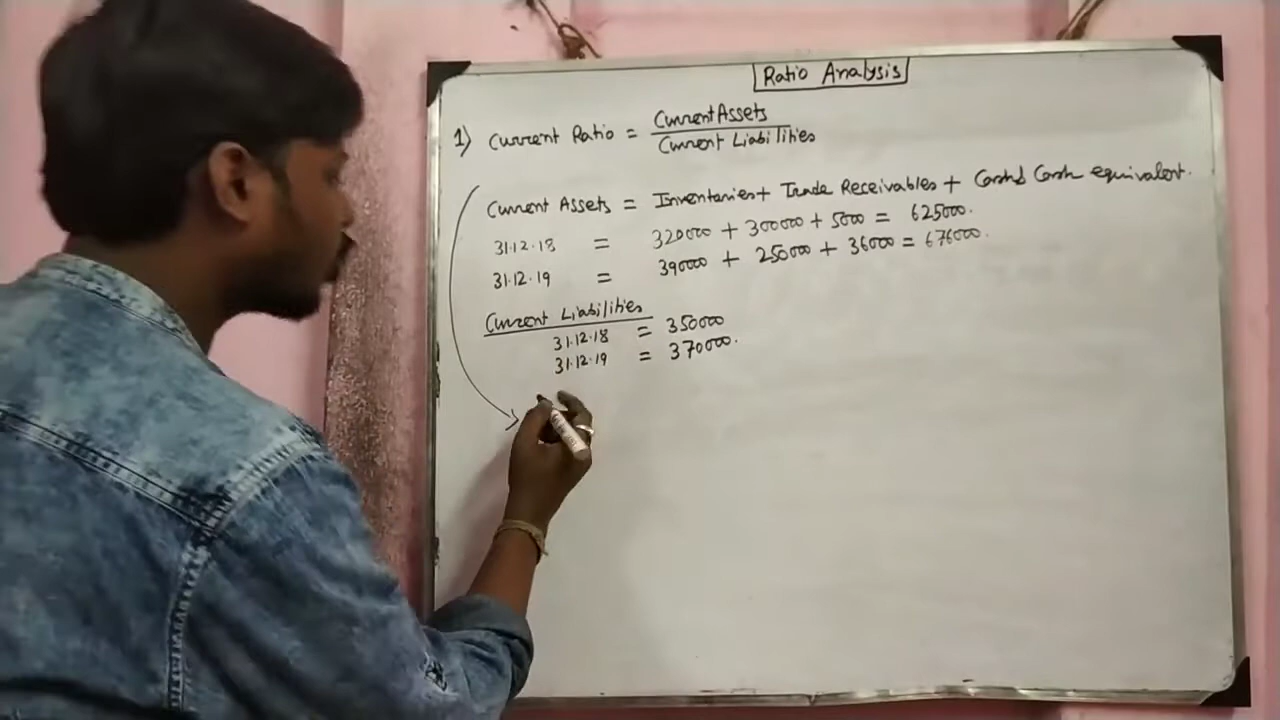 Ratio Analysis
1) Current Ratio = Current Assets / Current Liabilities
Current Assets = Inventories + Trade Receivables + Cash & Cash equivalent.
31.12.18 = 320000 + 300000 + 5000 = 625000.
31.12.19 = 390000 + 250000 + 36000 = 676000.
Current Liabilities
31.12.18 = 350000
31.12.19 = 370000.